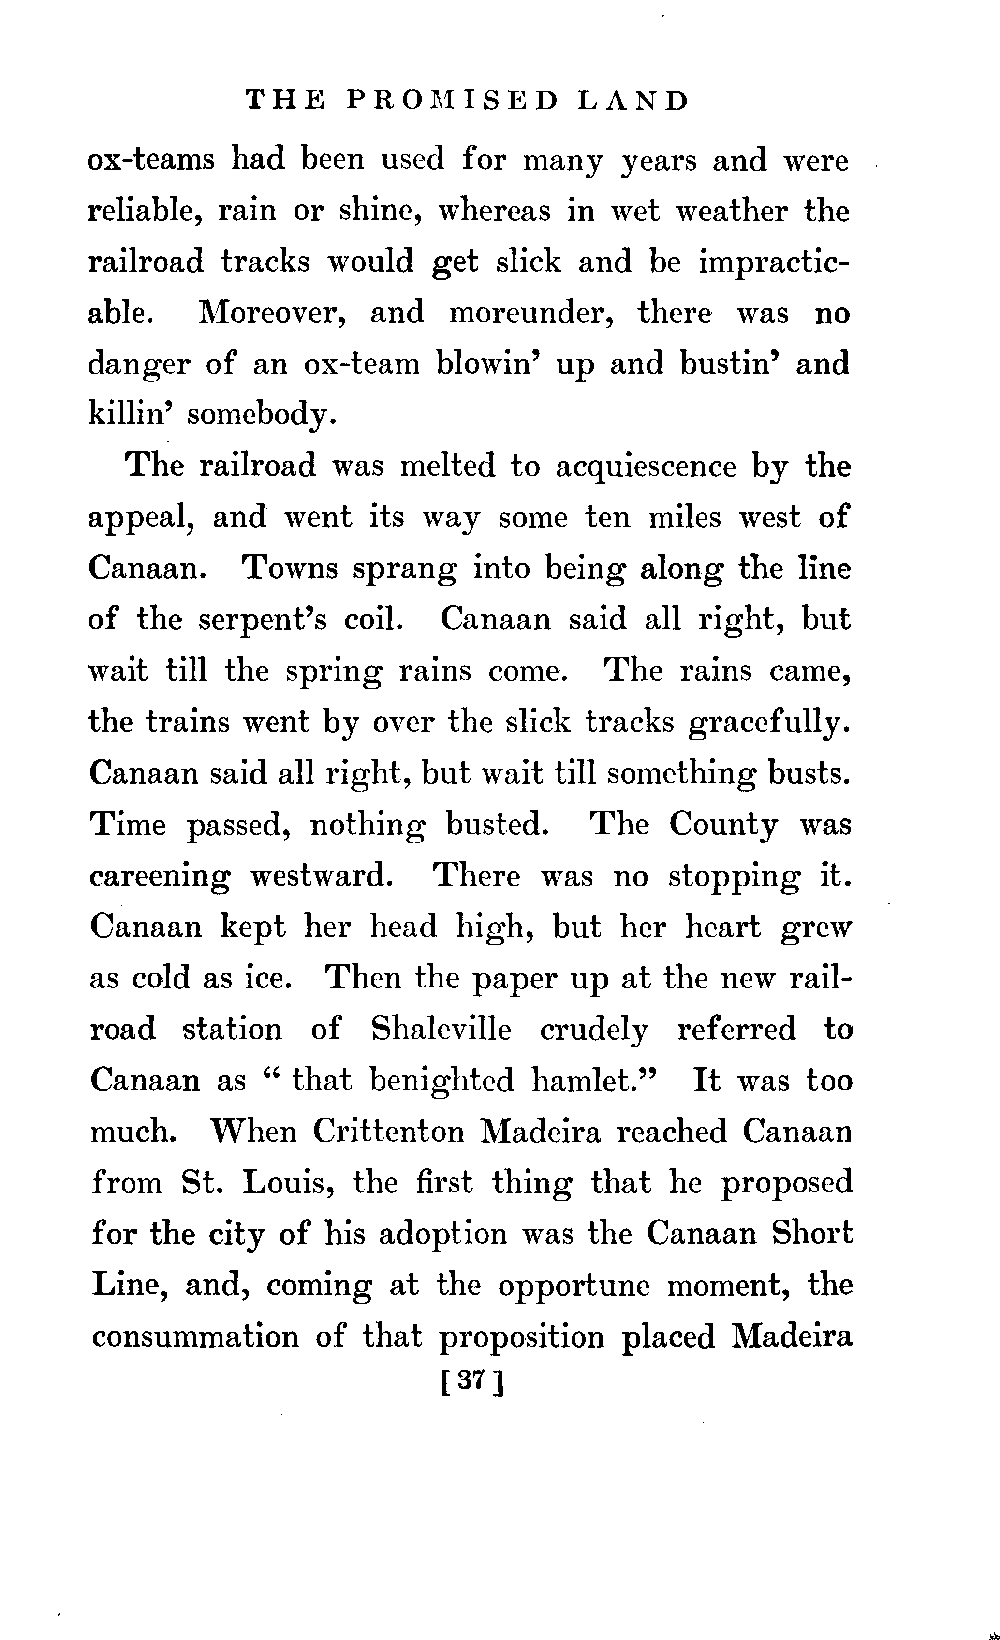 THE PROMISED LAND
ox-teams had been used for many years and were
reliable, rain or shine, whereas in wet weather the
railroad tracks would get slick and be impractic-
able. Moreover, and moreunder, there was no
danger of an ox-team blowin' up and bustin' and
killin' somebody.
The railroad was melted to acquiescence by the
appeal, and went its way some ten miles west of
Canaan. Towns sprang into being along the line
of the serpent's coil. Canaan said all right, but
wait till the spring rains come. The rains came,
the trains went by over the slick tracks gracefully.
Canaan said all right, but wait till something busts.
Time passed, nothing busted. The County was
careening westward. There was no stopping it.
Canaan kept her head high, but her heart grew
as cold as ice. Then the paper up at the new rail-
road station of Shaleville crudely referred to
Canaan as " that benighted hamlet." It was too
much. When Crittenton Madeira reached Canaan
from St. Louis, the first thing that he proposed
for the city of his adoption was the Canaan Short
Line, and, coming at the opportune moment, the
consummation of that proposition placed Madeira
[37]